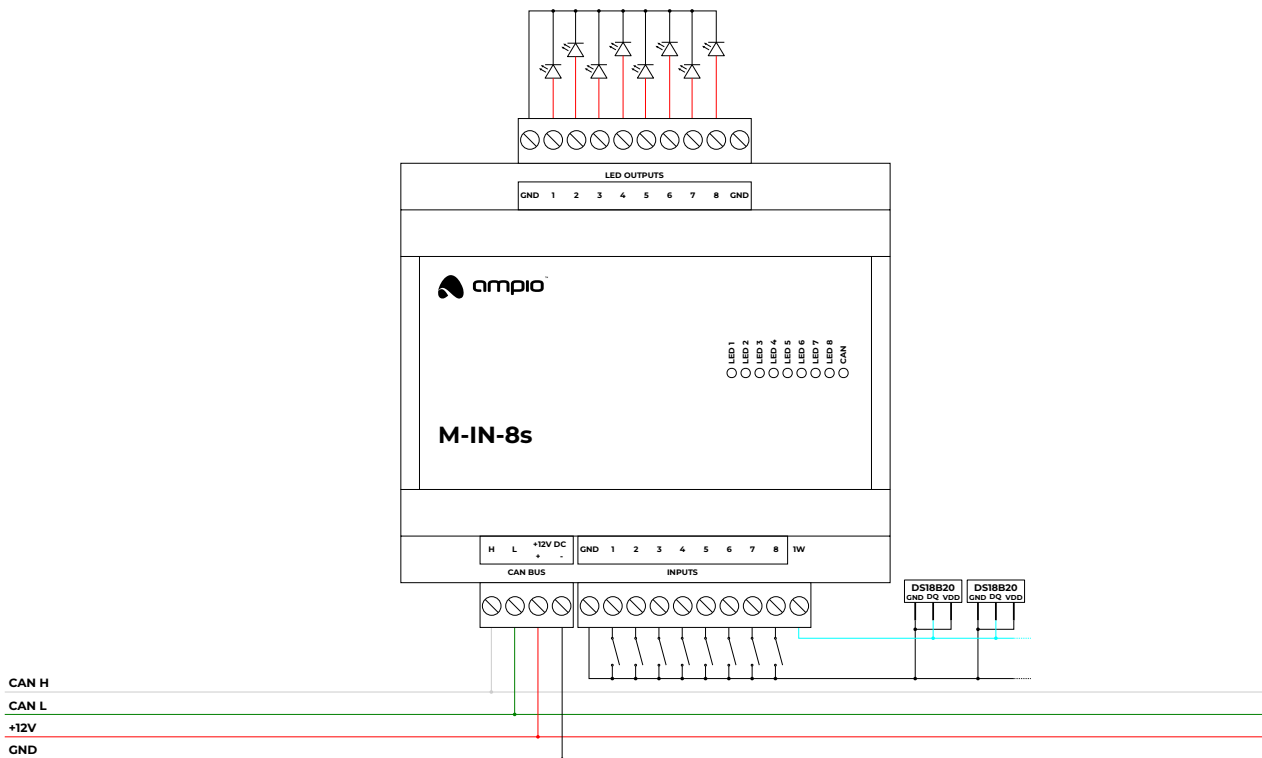 LED OUTPUTS
GND 1 2 3 4 5 6 7 8 GND
ampio™
LED 1
LED 2
LED 3
LED 4
LED 5
LED 6
LED 7
LED 8
CAN
M-IN-8s
H L +12V DC
+ -
CAN BUS
GND 1 2 3 4 5 6 7 8 1W
INPUTS
DS18B20
GND DQ VDD
DS18B20
GND DQ VDD
CAN H
CAN L
+12V
GND